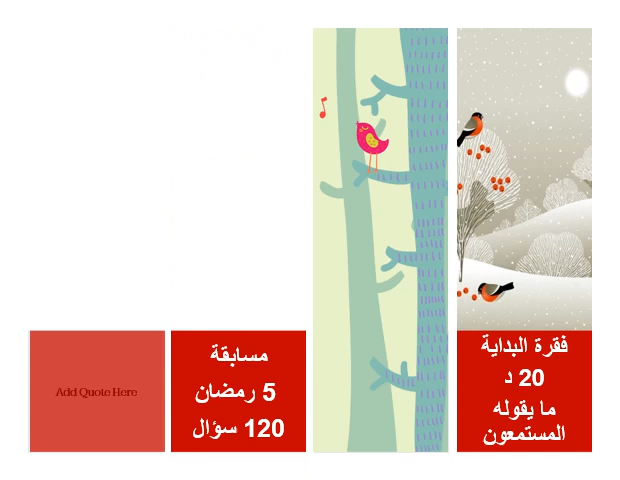 فقرة البداية
20 د
ما يقوله
المستمعون
مسابقة
5 رمضان
120 سؤال
Add Quote Here